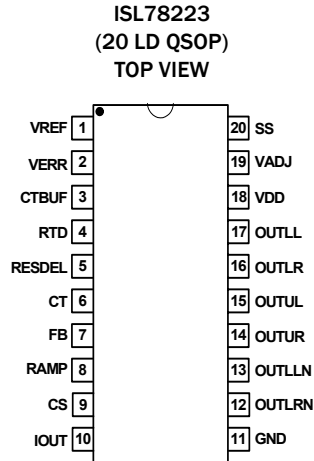 ISL78223
(20 LD QSOP)
TOP VIEW
VREF 1 20 SS
VERR 2 19 VADJ
CTBUF 3 18 VDD
RTD 4 17 OUTLL
RESDEL 5 16 OUTLR
CT 6 15 OUTUL
FB 7 14 OUTUR
RAMP 8 13 OUTLLN
CS 9 12 OUTLRN
IOUT 10 11 GND